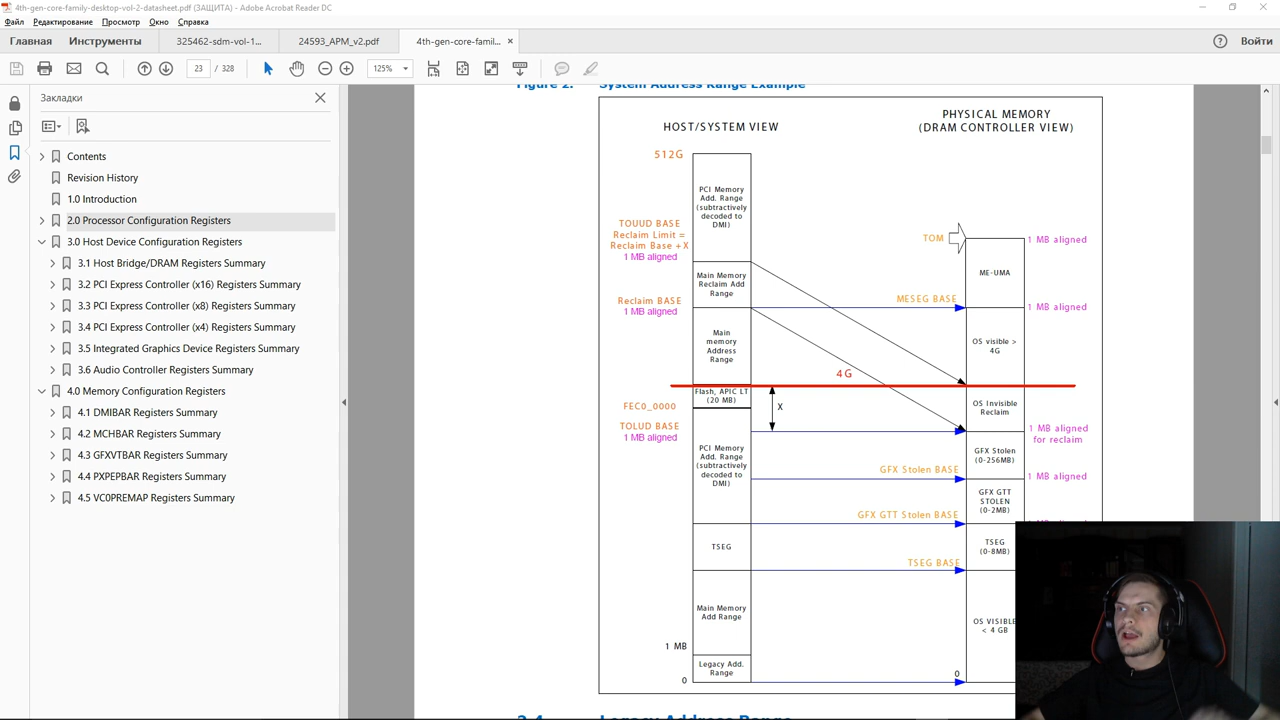 4th-gen-core-family-desktop-vol-2-datasheet.pdf (ЗАЩИТА) - Adobe Acrobat Reader DC
Файл Редактирование Просмотр Окно Справка
Главная Инструменты 325462-sdm-vol-1... 24593_APM_v2.pdf 4th-gen-core-famil... × Войти
23 / 328 125%
Закладки
Contents
Revision History
1.0 Introduction
2.0 Processor Configuration Registers
3.0 Host Device Configuration Registers
3.1 Host Bridge/DRAM Registers Summary
3.2 PCI Express Controller (x16) Registers Summary
3.3 PCI Express Controller (x8) Registers Summary
3.4 PCI Express Controller (x4) Registers Summary
3.5 Integrated Graphics Device Registers Summary
3.6 Audio Controller Registers Summary
4.0 Memory Configuration Registers
4.1 DMIBAR Registers Summary
4.2 MCHBAR Registers Summary
4.3 GFXVTBAR Registers Summary
4.4 PXPEPBAR Registers Summary
4.5 VC0PREMAP Registers Summary
Figure 2. System Address Range Example
HOST/SYSTEM VIEW
PHYSICAL MEMORY
(DRAM CONTROLLER VIEW)
512G
PCI Memory
Add. Range
(subtractively
decoded to
DMI)
TOUUD BASE
Reclaim Limit =
Reclaim Base +X
1 MB aligned
TOM
1 MB aligned
ME-UMA
Main Memory
Reclaim Add
Range
Reclaim BASE
1 MB aligned
MESEG BASE
1 MB aligned
Main
memory
Address
Range
OS visible >
4G
4G
Flash, APIC LT
(20 MB)
FEC0_0000
X
OS Invisible
Reclaim
TOLUD BASE
1 MB aligned
1 MB aligned
for reclaim
PCI Memory
Add. Range
(subtractively
decoded to
DMI)
GFX Stolen
(0-256MB)
GFX Stolen BASE
1 MB aligned
GFX GTT
STOLEN
(0-2MB)
GFX GTT Stolen BASE
TSEG
TSEG
(0-8MB)
TSEG BASE
Main Memory
Add Range
OS VISIBLE
< 4 GB
1 MB
Legacy Add.
Range
0
0
2.4 Legacy Address Range